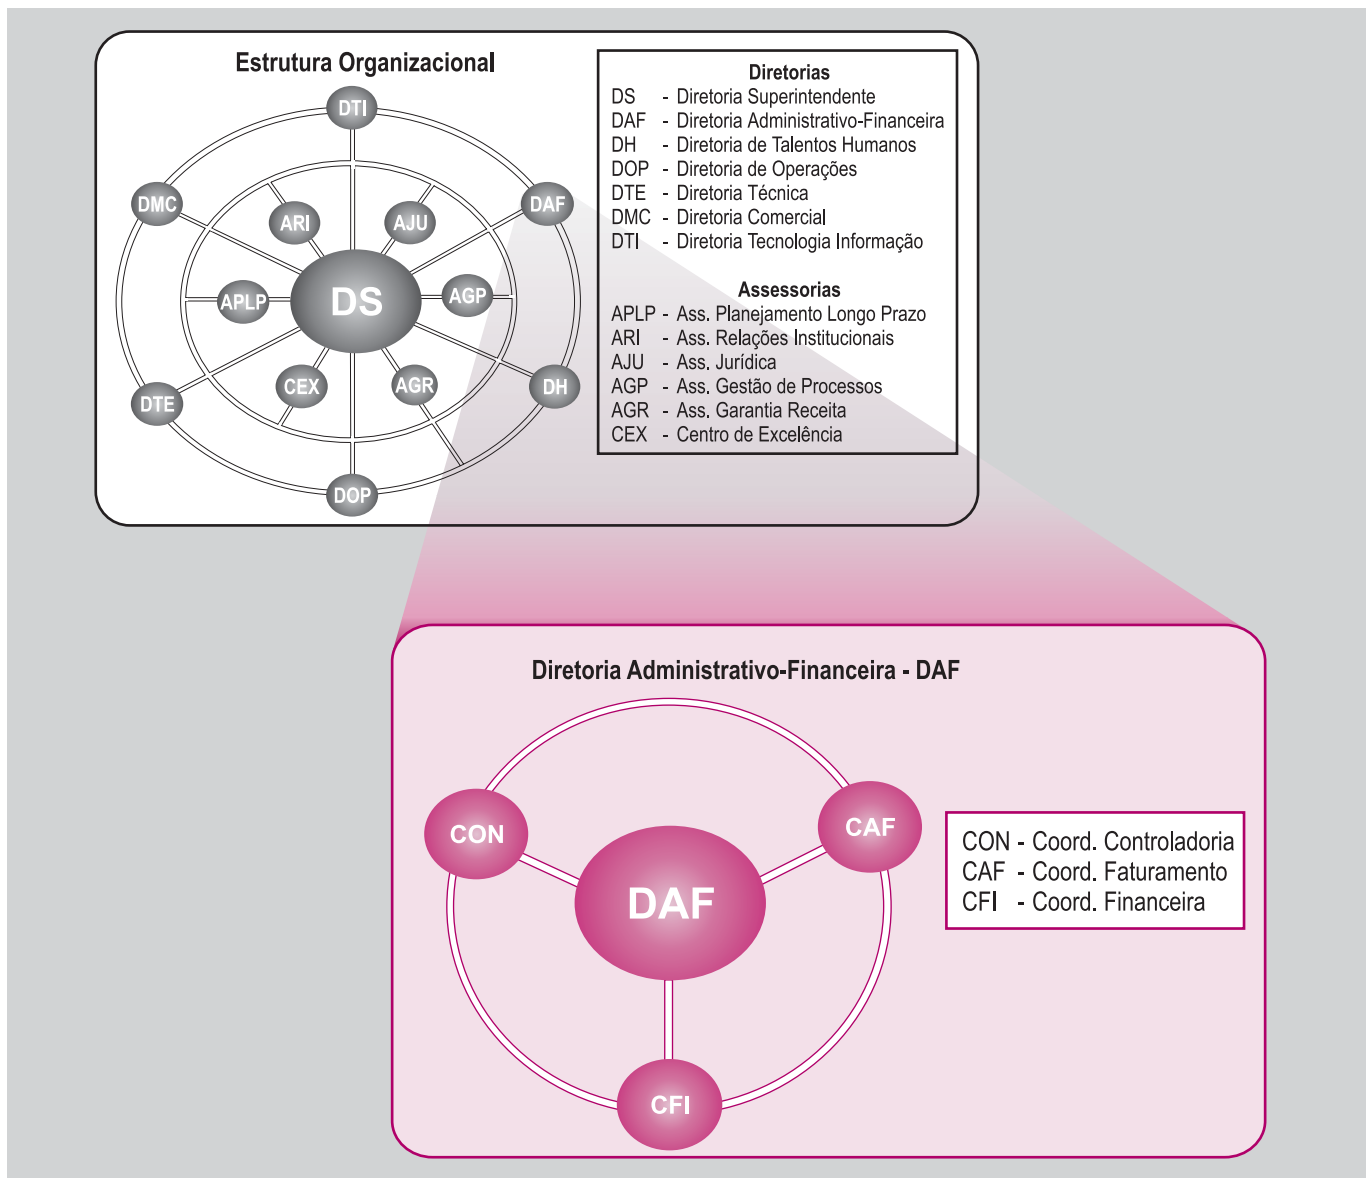 Estrutura Organizacional
DTI
DMC
DAF
ARI
AJU
APLP
DS
AGP
CEX
AGR
DTE
DH
DOP
Diretorias
DS - Diretoria Superintendente
DAF - Diretoria Administrativo-Financeira
DH - Diretoria de Talentos Humanos
DOP - Diretoria de Operações
DTE - Diretoria Técnica
DMC - Diretoria Comercial
DTI - Diretoria Tecnologia Informação
Assessorias
APLP - Ass. Planejamento Longo Prazo
ARI - Ass. Relações Institucionais
AJU - Ass. Jurídica
AGP - Ass. Gestão de Processos
AGR - Ass. Garantia Receita
CEX - Centro de Excelência
Diretoria Administrativo-Financeira - DAF
CON
CAF
DAF
CFI
CON - Coord. Controladoria
CAF - Coord. Faturamento
CFI - Coord. Financeira